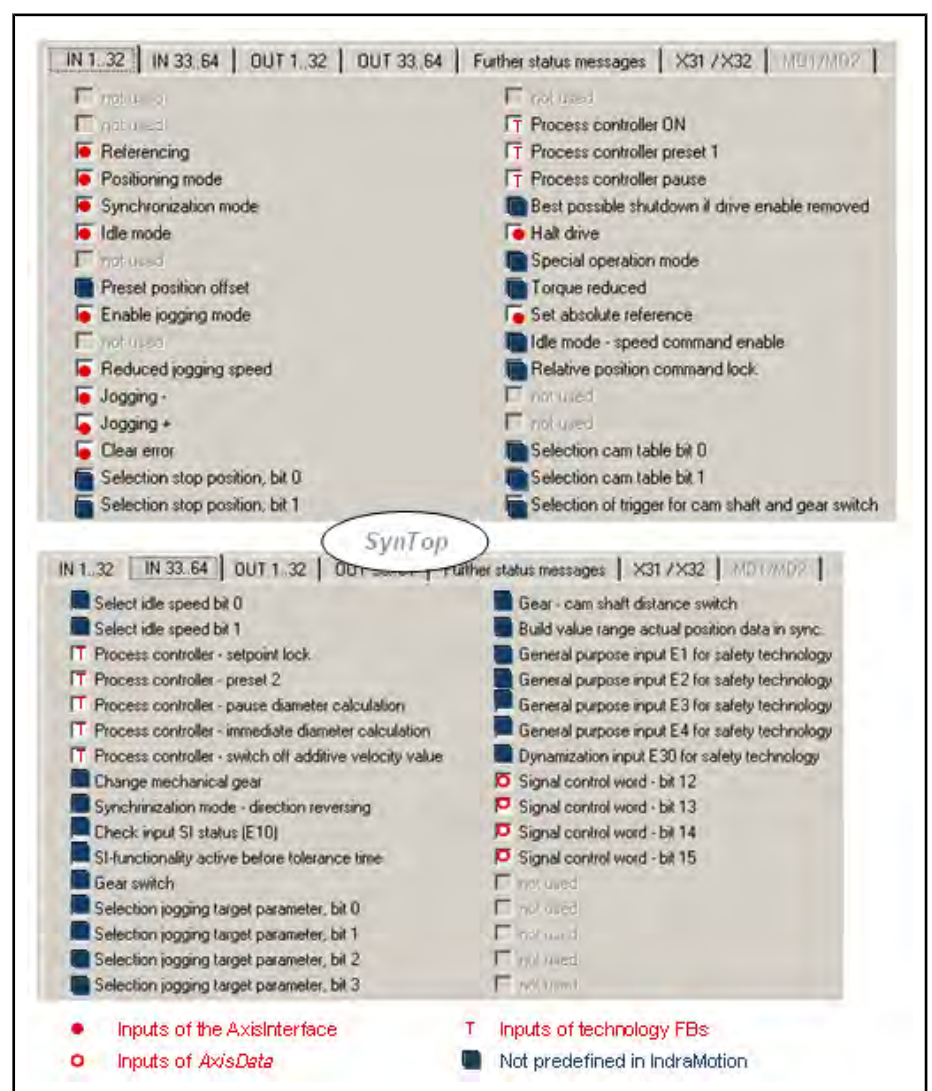 IN 1..32 IN 33..64 OUT 1..32 OUT 33..64 Further status messages X31 / X32 MD1/MD2
not used
not used
Referencing
Positioning mode
Synchronization mode
Idle mode
not used
Preset position offset
Enable jogging mode
not used
Reduced jogging speed
Jogging -
Jogging +
Clear error
Selection stop position, bit 0
Selection stop position, bit 1
not used
T Process controller ON
T Process controller preset 1
T Process controller pause
Best possible shutdown if drive enable removed
Halt drive
Special operation mode
Torque reduced
Set absolute reference
Idle mode - speed command enable
Relative position command lock
not used
not used
Selection cam table bit 0
Selection cam table bit 1
Selection of trigger for cam shaft and gear switch
SynTop
IN 1..32 IN 33..64 OUT 1..32 Further status messages X31 / X32 MD1/MD2
Select idle speed bit 0
Select idle speed bit 1
T Process controller - setpoint lock
T Process controller - preset 2
T Process controller - pause diameter calculation
T Process controller - immediate diameter calculation
T Process controller - switch off additive velocity value
Change mechanical gear
Synchrinization mode - direction reversing
Check input SI status (E10)
SI-functionality active before tolerance time
Gear switch
Selection jogging target parameter, bit 0
Selection jogging target parameter, bit 1
Selection jogging target parameter, bit 2
Selection jogging target parameter, bit 3
Gear - cam shaft distance switch
Build value range actual position data in sync.
General purpose input E1 for safety technology
General purpose input E2 for safety technology
General purpose input E3 for safety technology
General purpose input E4 for safety technology
Dynamization input E30 for safety technology
Signal control word - bit 12
Signal control word - bit 13
Signal control word - bit 14
Signal control word - bit 15
not used
not used
not used
not used
not used
Inputs of the AxisInterface
Inputs of AxisData
T Inputs of technology FBs
Not predefined in IndraMotion